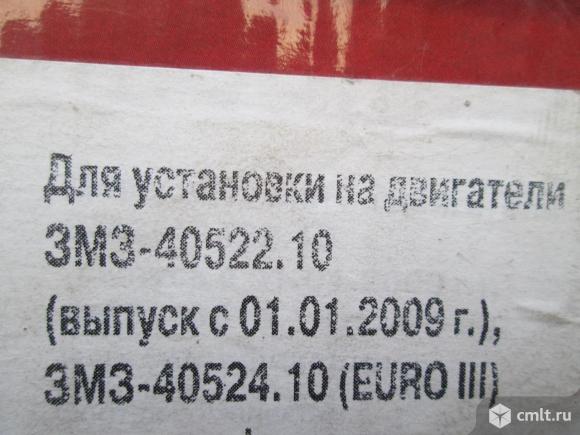 Для установки на двигатели
ЗМЗ-40522.10
(выпуск с 01.01.2009 г.),
ЗМЗ-40524.10 (EURO III)
cmlt.ru